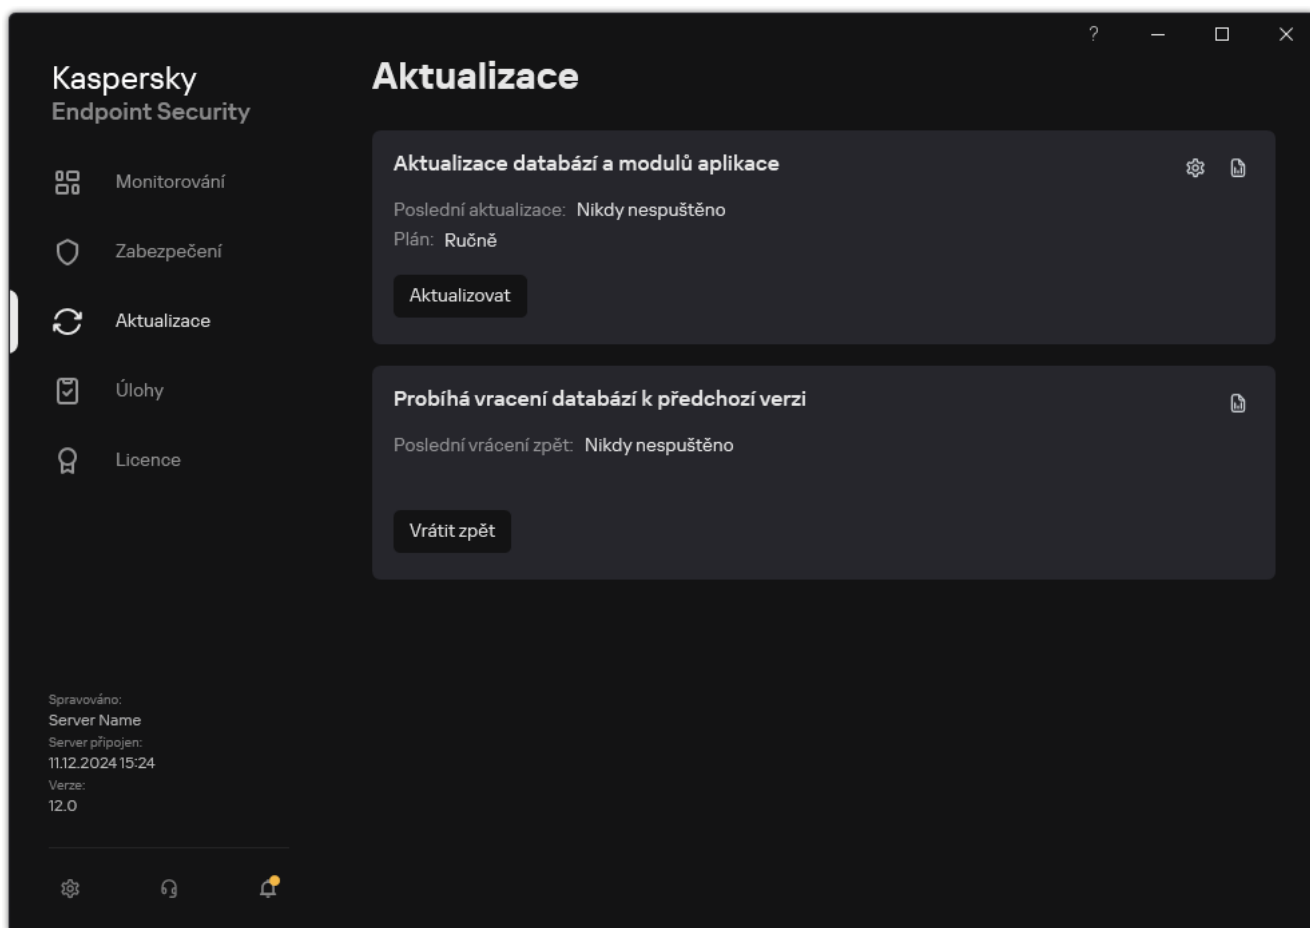 ?
Kaspersky
Endpoint Security
Monitorování
Zabezpečení
Aktualizace
Úlohy
Licence
Spravováno:
Server Name
Server připojen:
11.12.2024 15:24
Verze:
12.0
Aktualizace
Aktualizace databází a modulů aplikace
Poslední aktualizace: Nikdy nespuštěno
Plán: Ručně
Aktualizovat
Probíhá vracení databází k předchozí verzi
Poslední vrácení zpět: Nikdy nespuštěno
Vrátit zpět